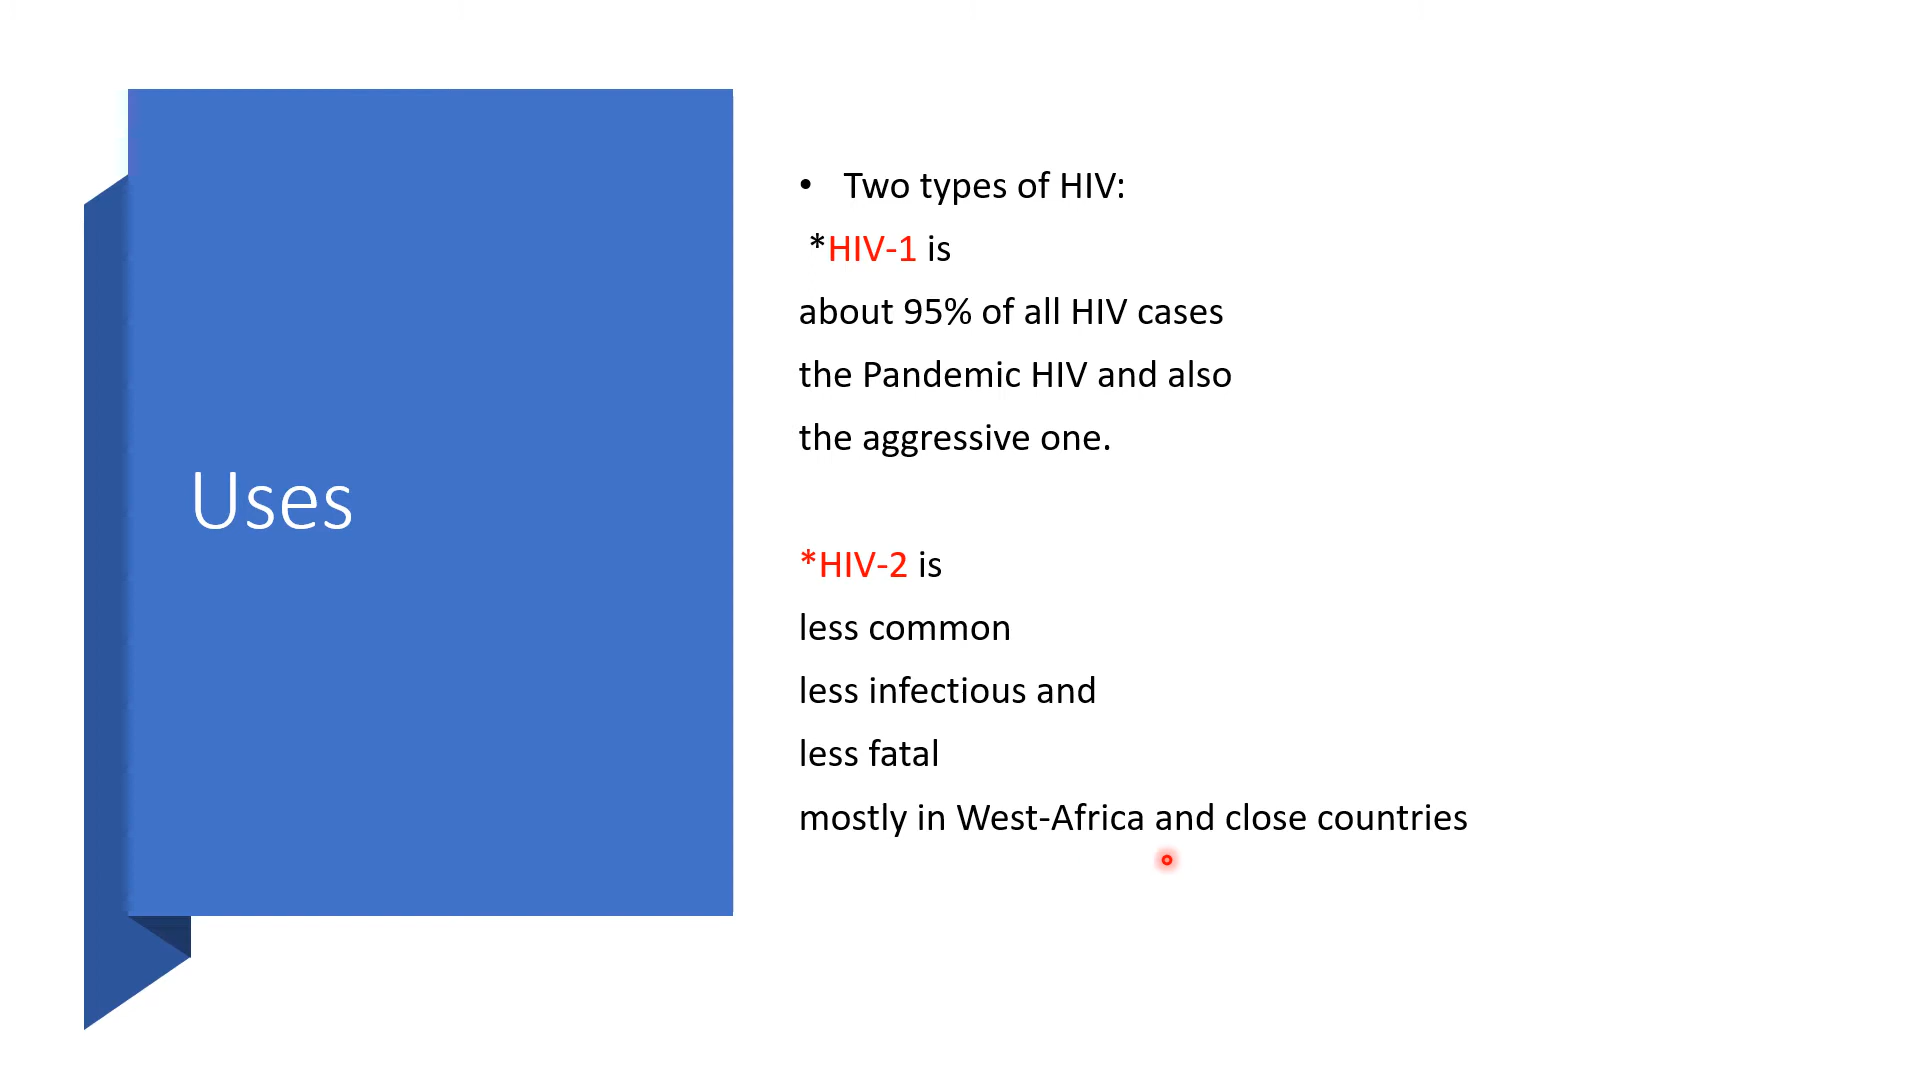 Uses
• Two types of HIV:
*HIV-1 is
about 95% of all HIV cases
the Pandemic HIV and also
the aggressive one.
*HIV-2 is
less common
less infectious and
less fatal
mostly in West-Africa and close countries